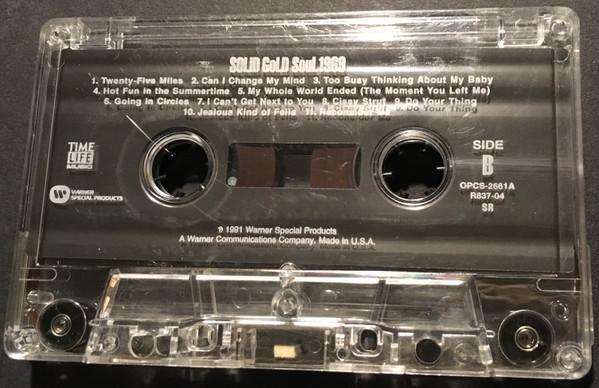 SOLID GOLD Soul 1969
1. Twenty-Five Miles 2. Can I Change My Mind 3. Too Busy Thinking About My Baby
4. Hot Fun in the Summertime 5. My Whole World Ended (The Moment You Left Me)
6. Going in Circles 7. I Can't Get Next to You 8. Cissy Strut 9. Do Your Thing
10. Jealous Kind of Fella 11.
TIME
LIFE
MUSIC
SIDE
B
WARNER
SPECIAL PRODUCTS
OPCS-2661A
R837-04
SR
℗ 1991 Warner Special Products
A Warner Communications Company. Made in U.S.A.